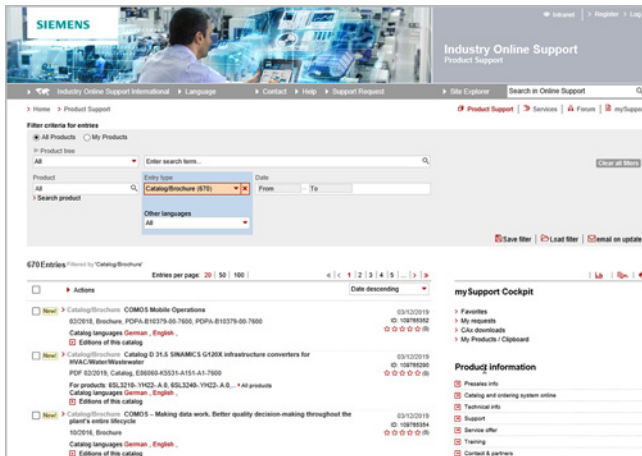 SIEMENS
Intranet > Register > Log
Industry Online Support
Product Support
Industry Online Support International Language Contact Help Support Request Site Explorer Search in Online Support
> Home > Product Support
Product Support Services Forum mySuppor
Filter criteria for entries
All Products My Products
Product tree
All Enter search term... Clear all filters
Product Entry type Date
All Catalog/Brochure (670) From To
> Search product
Other languages
All
Save filter Load filter email on update
670 Entries Filtered by 'Catalog/Brochure'
Entries per page: 20 | 50 | 100 « |< 1 | 2 | 3 | 4 | 5 | ... | > | »
Actions Date descending
mySupport Cockpit
New! > Catalog/Brochure COMOS Mobile Operations 03/12/2019
02/2018, Brochure, PDPA-B10379-00-7600, PDPA-B10379-00-7600
Catalog languages German , English ,
Editions of this catalog
> Favorites
> My requests
> CAx downloads
> My Products / Clipboard
New! > Catalog/Brochure Catalog D 31.5 SINAMICS G120X infrastructure converters for HVAC/Water/Wastewater 03/12/2019
PDF 02/2019, Catalog, E86060-K5531-A151-A1-7600
For products: 6SL3210-.YH22-.A.0, 6SL3240-.YH22-.A.0,... > All products
Catalog languages German , English ,
Editions of this catalog
Product information
Presales info
Catalog and ordering system online
Technical info
Support
Service offer
Training
Contact & partners
New! > Catalog/Brochure COMOS – Making data work. Better quality decision-making throughout the plant's entire lifecycle 03/12/2019
10/2016, Brochure
Catalog languages German , English ,
Editions of this catalog